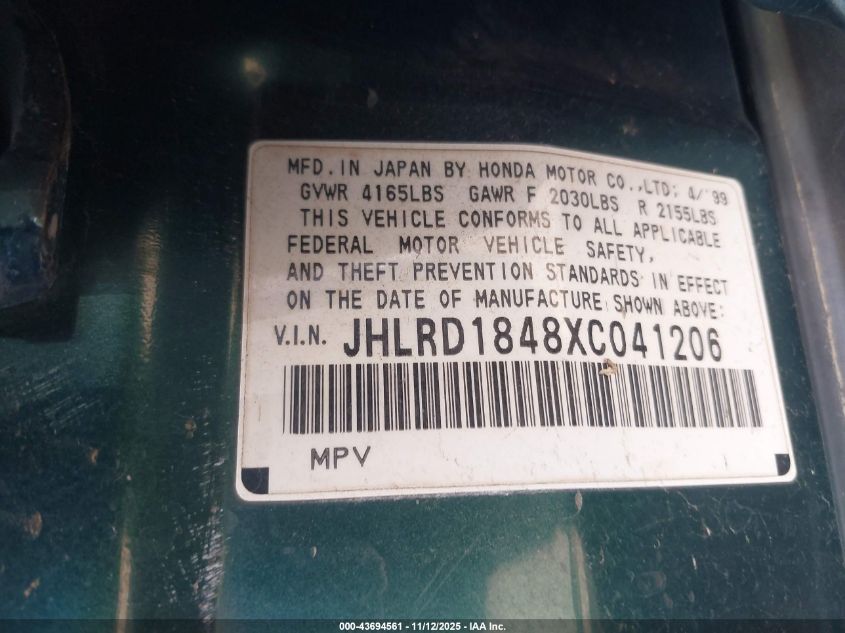 MFD. IN JAPAN BY HONDA MOTOR CO.,LTD; 4/'99
GVWR 4165LBS GAWR F 2030LBS R 2155LBS
THIS VEHICLE CONFORMS TO ALL APPLICABLE
FEDERAL MOTOR VEHICLE SAFETY,
AND THEFT PREVENTION STANDARDS IN EFFECT
ON THE DATE OF MANUFACTURE SHOWN ABOVE:
V.I.N. JHLRD1848XC041206
MPV
000-43694561 - 11/12/2025 - IAA Inc.